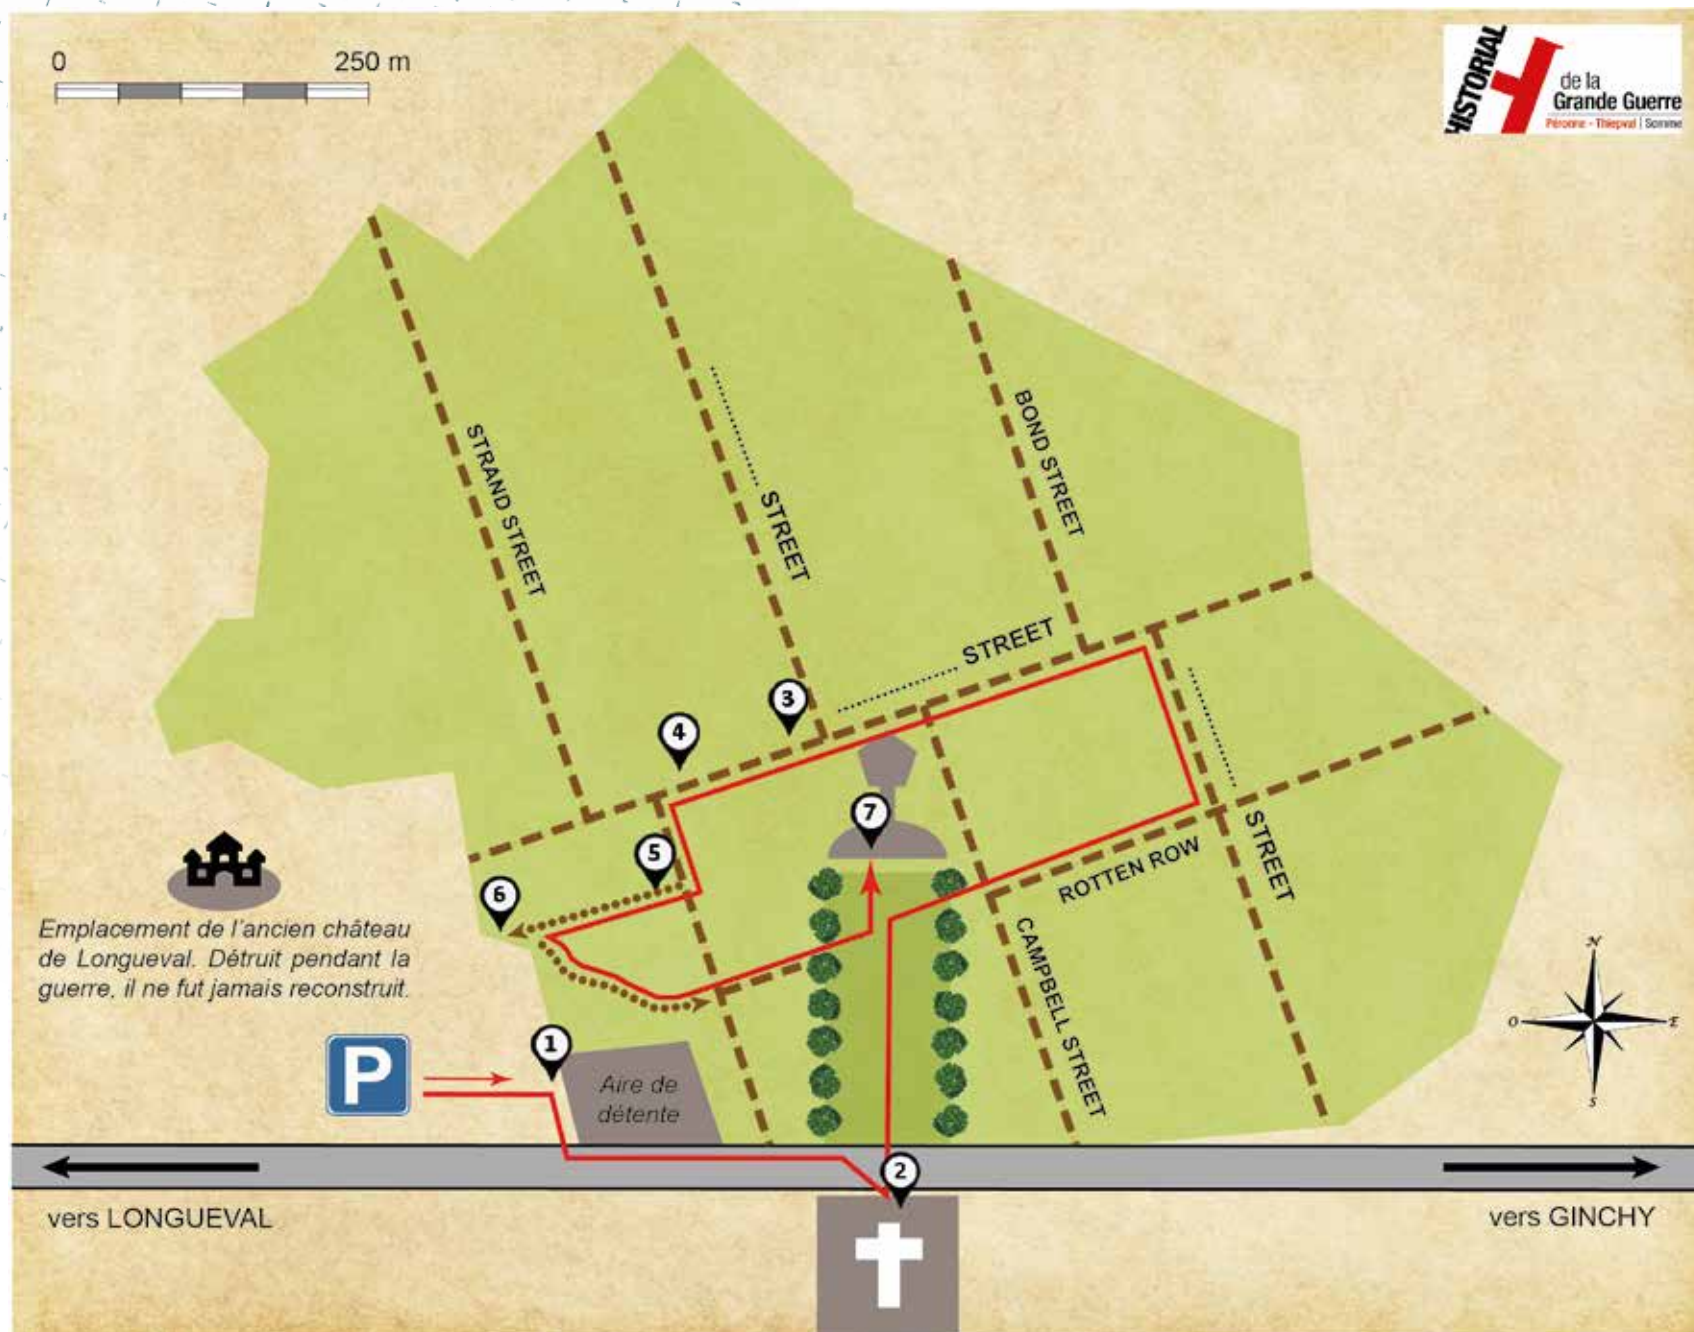 0 250 m
HISTORIAL
de la
Grande Guerre
Péronne - Thiepval | Somme
STRAND STREET
............ STREET
BOND STREET
............ STREET
3
4
7
5
6
............ STREET
ROTTEN ROW
CAMPBELL STREET
Emplacement de l'ancien château
de Longueval. Détruit pendant la
guerre, il ne fut jamais reconstruit.
N
O E
S
1
P
Aire de
détente
2
vers LONGUEVAL
vers GINCHY